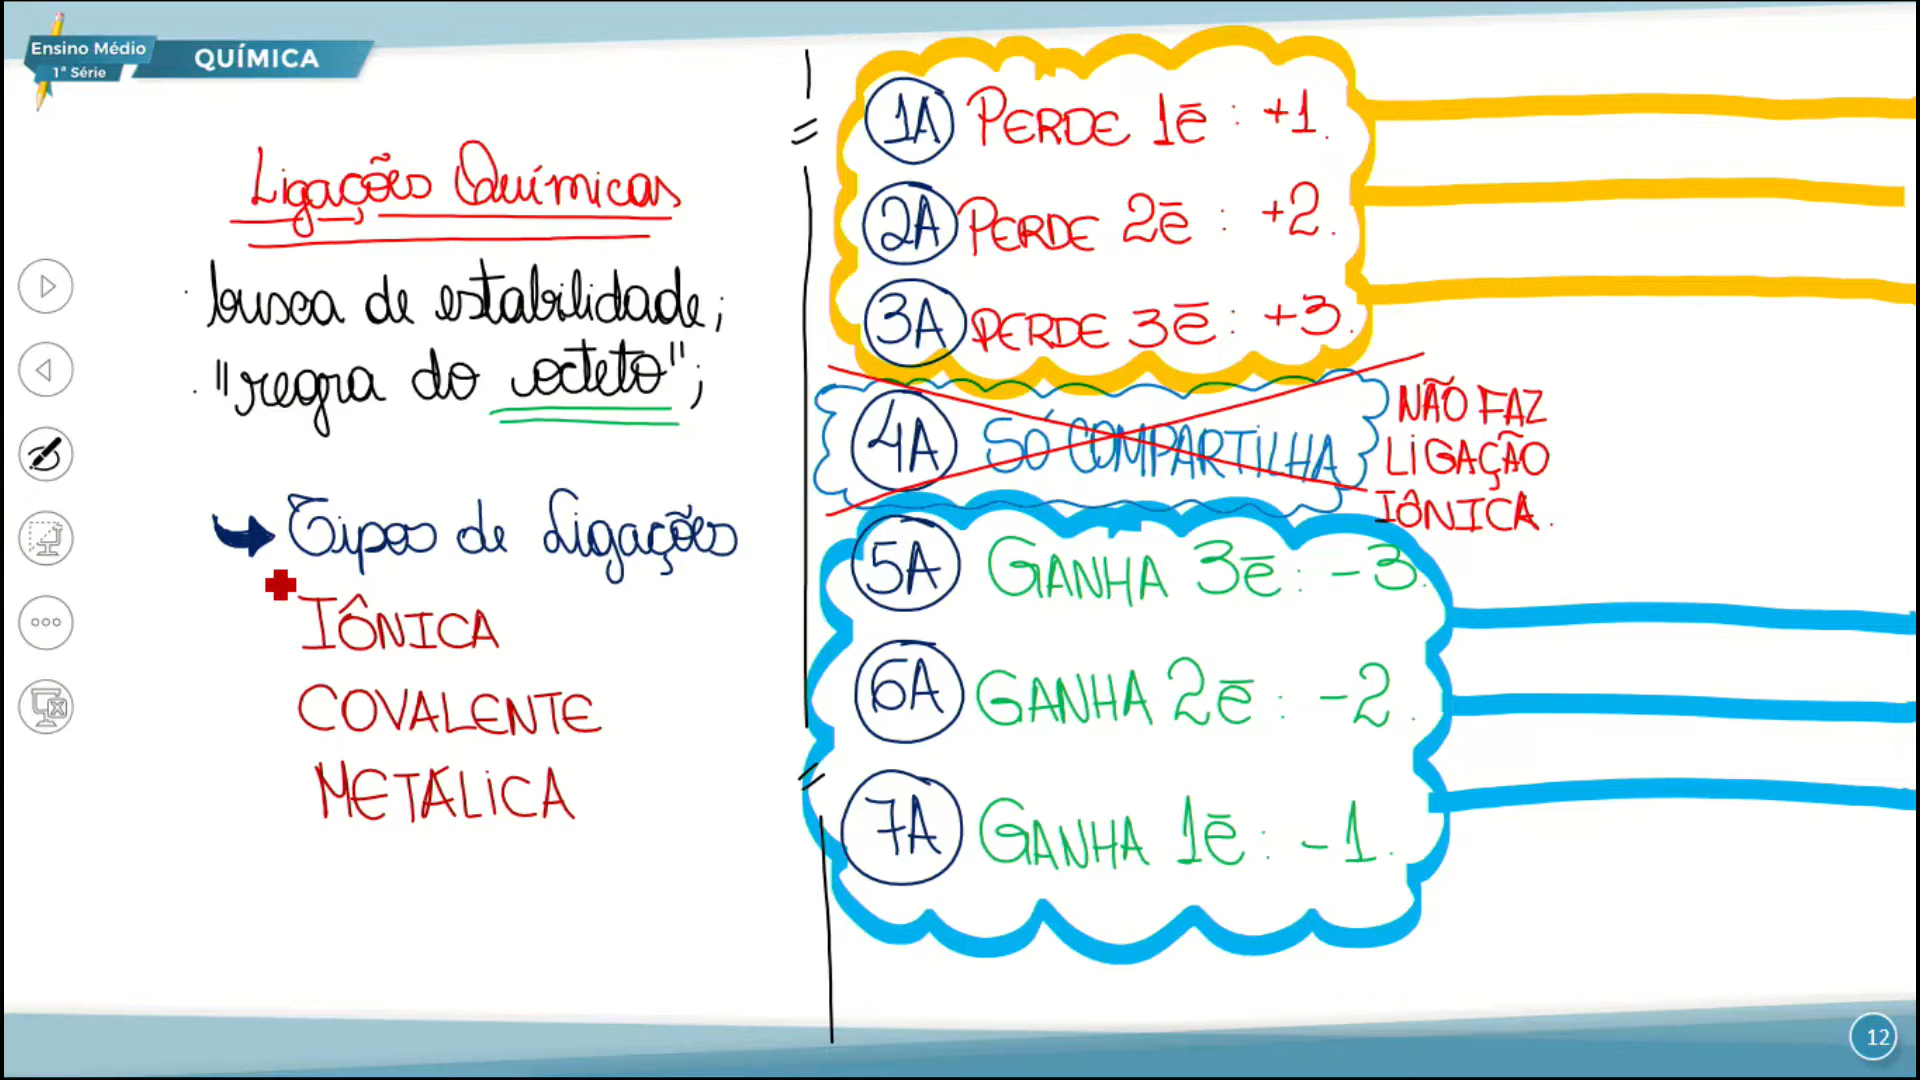 Ensino Médio
1ª Série
QUÍMICA
Ligações Químicas
busca de estabilidade;
"regra do octeto";
Tipos de Ligações
IÔNICA
COVALENTE
METÁLICA
1A PERDE 1ē : +1.
2A PERDE 2ē : +2.
3A PERDE 3ē : +3.
4A SÓ COMPARTILHA
NÃO FAZ
LIGAÇÃO
IÔNICA.
5A GANHA 3ē : -3.
6A GANHA 2ē : -2.
7A GANHA 1ē : -1.
12